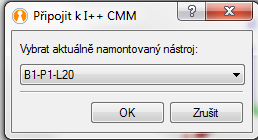 Připojit k I++ CMM
Vybrat aktuálně namontovaný nástroj:
B1-P1-L20
OK
Zrušit